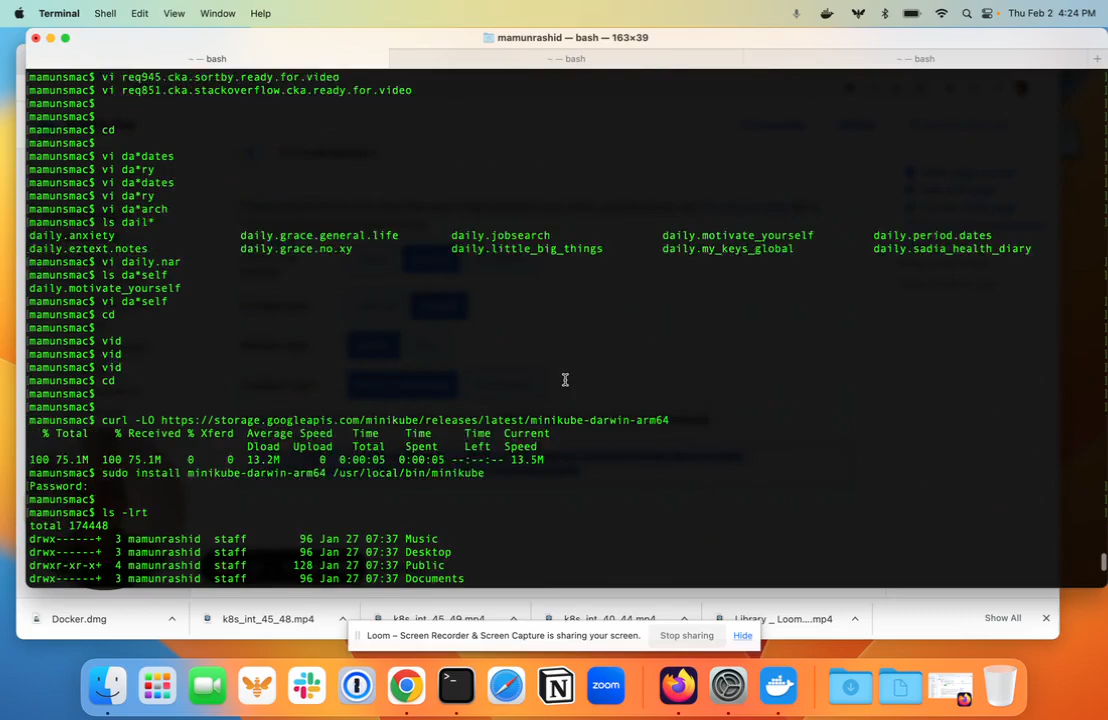 Terminal Shell Edit View Window Help Thu Feb 2 4:24 PM
mamunrashid — bash — 163×39
~ — bash ~ — bash ~ — bash +
mamunsmac$ vi req945.cka.sortby.ready.for.video
mamunsmac$ vi req851.cka.stackoverflow.cka.ready.for.video
mamunsmac$
mamunsmac$
mamunsmac$ cd
mamunsmac$
mamunsmac$ vi da*dates
mamunsmac$ vi da*ry
mamunsmac$ vi da*dates
mamunsmac$ vi da*ry
mamunsmac$ vi da*arch
mamunsmac$ ls dail*
daily.anxiety daily.grace.general.life daily.jobsearch daily.motivate_yourself daily.period.dates
daily.eztext.notes daily.grace.no.xy daily.little_big_things daily.my_keys_global daily.sadia_health_diary
mamunsmac$ vi daily.nar
mamunsmac$ ls da*self
daily.motivate_yourself
mamunsmac$ vi da*self
mamunsmac$ cd
mamunsmac$
mamunsmac$ vid
mamunsmac$ vid
mamunsmac$ vid
mamunsmac$ cd
mamunsmac$
mamunsmac$
mamunsmac$ curl -LO https://storage.googleapis.com/minikube/releases/latest/minikube-darwin-arm64
% Total % Received % Xferd Average Speed Time Time Time Current
Dload Upload Total Spent Left Speed
100 75.1M 100 75.1M 0 0 13.2M 0 0:00:05 0:00:05 --:--:-- 13.5M
mamunsmac$ sudo install minikube-darwin-arm64 /usr/local/bin/minikube
Password:
mamunsmac$
mamunsmac$ ls -lrt
total 174448
drwx------+ 3 mamunrashid staff 96 Jan 27 07:37 Music
drwx------+ 3 mamunrashid staff 96 Jan 27 07:37 Desktop
drwxr-xr-x+ 4 mamunrashid staff 128 Jan 27 07:37 Public
drwx------+ 3 mamunrashid staff 96 Jan 27 07:37 Documents
Docker.dmg k8s_int_45_48.mp4 k8s_int_45_49.mp4 k8s_int_40_44.mp4 Library _ Loom....mp4 Show All
Loom – Screen Recorder & Screen Capture is sharing your screen. Stop sharing Hide
zoom